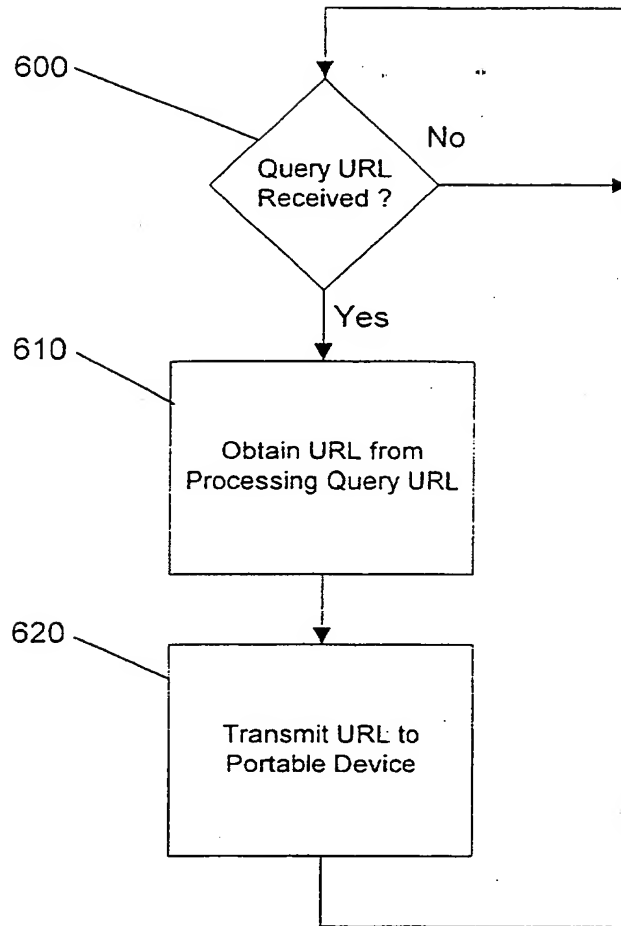 600
No
Query URL
Received ?
Yes
610
Obtain URL from
Processing Query URL
620
Transmit URL to
Portable Device